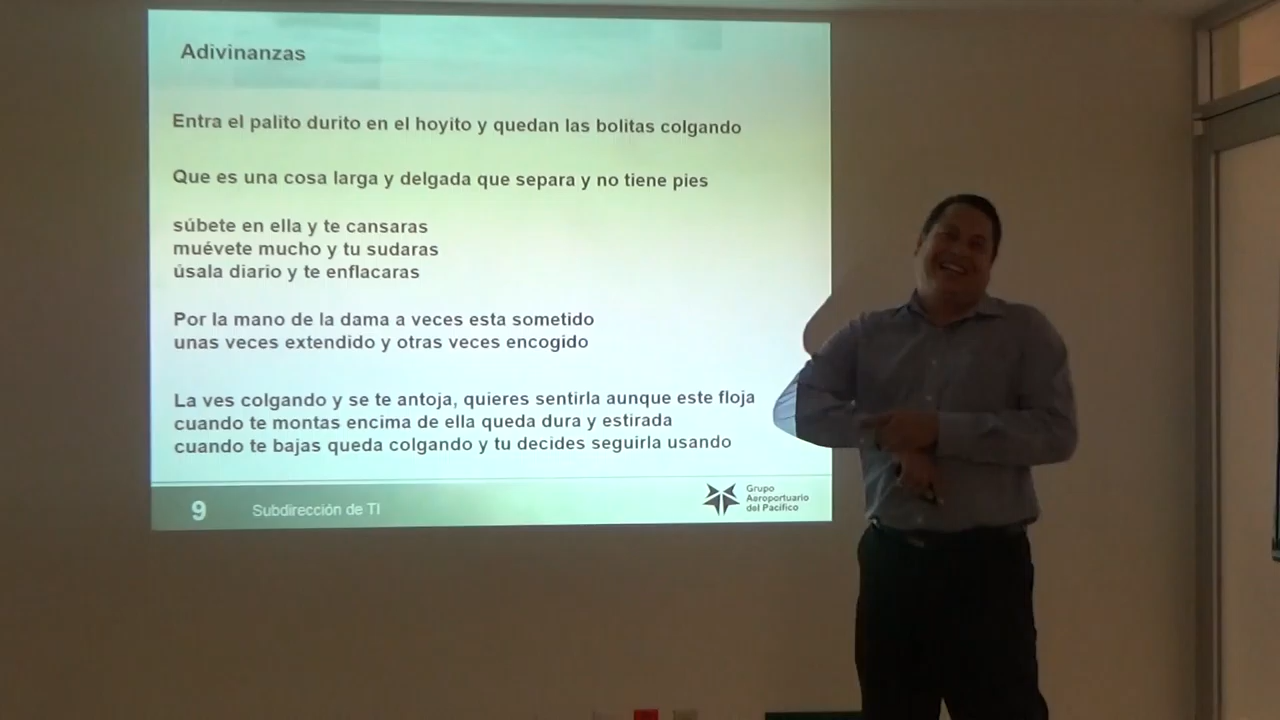 Adivinanzas
Entra el palito durito en el hoyito y quedan las bolitas colgando
Que es una cosa larga y delgada que separa y no tiene pies
súbete en ella y te cansaras
muévete mucho y tu sudaras
úsala diario y te enflacaras
Por la mano de la dama a veces esta sometido
unas veces extendido y otras veces encogido
La ves colgando y se te antoja, quieres sentirla aunque este floja
cuando te montas encima de ella queda dura y estirada
cuando te bajas queda colgando y tu decides seguirla usando
9
Subdirección de TI
Grupo
Aeroportuario
del Pacífico